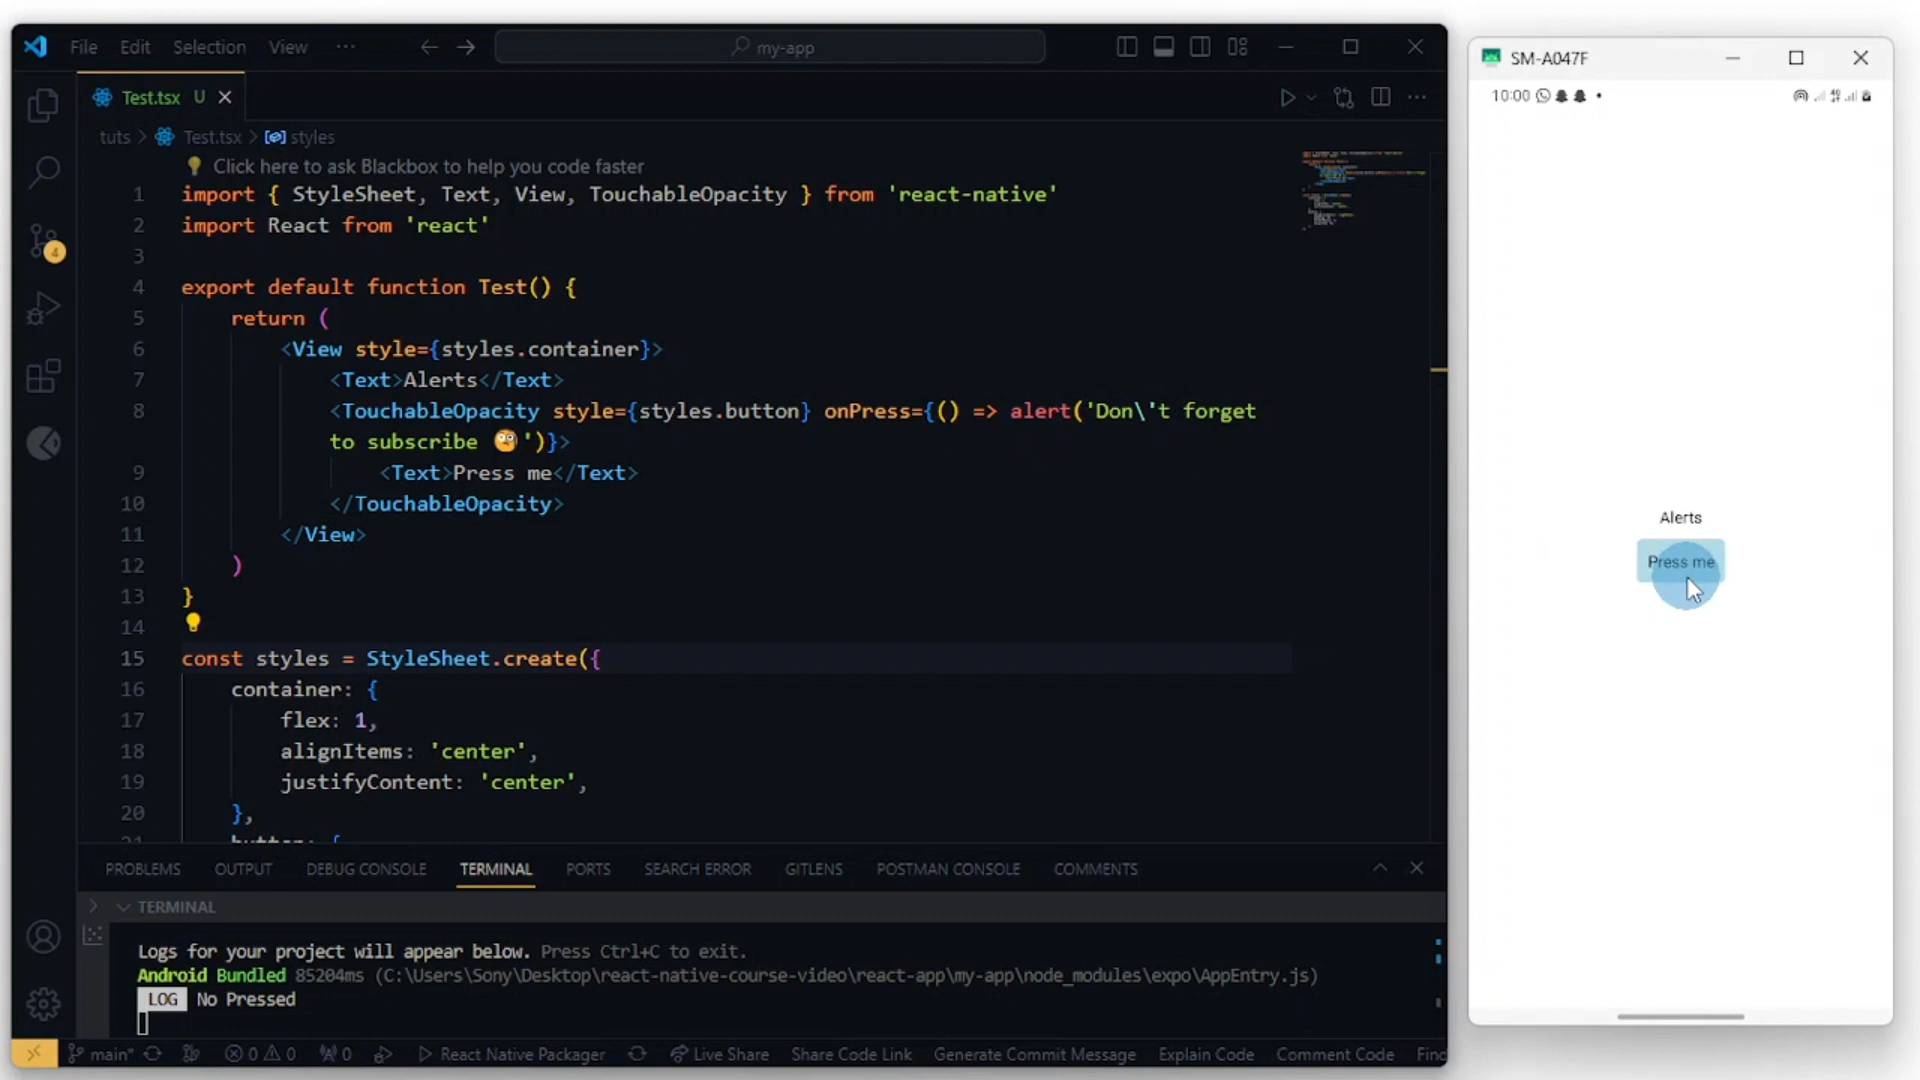 File Edit Selection View ···
my-app
Test.tsx U
tuts > Test.tsx > styles
Click here to ask Blackbox to help you code faster
1 import { StyleSheet, Text, View, TouchableOpacity } from 'react-native'
2 import React from 'react'
3
4 export default function Test() {
5 return (
6 <View style={styles.container}>
7 <Text>Alerts</Text>
8 <TouchableOpacity style={styles.button} onPress={() => alert('Don\'t forget
to subscribe 🙄')}>
9 <Text>Press me</Text>
10 </TouchableOpacity>
11 </View>
12 )
13 }
14
15 const styles = StyleSheet.create({
16 container: {
17 flex: 1,
18 alignItems: 'center',
19 justifyContent: 'center',
20 },
21 button: {
PROBLEMS OUTPUT DEBUG CONSOLE TERMINAL PORTS SEARCH ERROR GITLENS POSTMAN CONSOLE COMMENTS
TERMINAL
Logs for your project will appear below. Press Ctrl+C to exit.
Android Bundled 85204ms (C:\Users\Sony\Desktop\react-native-course-video\react-app\my-app\node_modules\expo\AppEntry.js)
LOG No Pressed
4
main* 0 0 0 React Native Packager Live Share Share Code Link Generate Commit Message Explain Code Comment Code Find
SM-A047F
10:00
Alerts
Press me